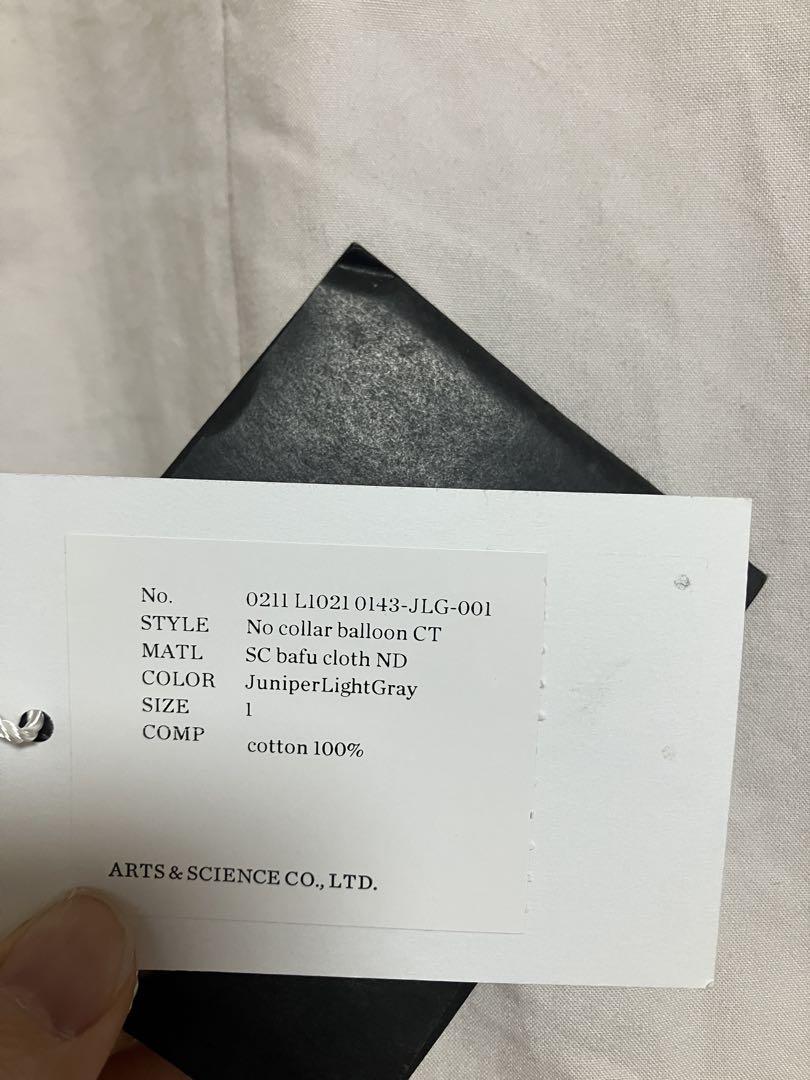 No. 0211 L1021 0143-JLG-001
STYLE No collar balloon CT
MATL SC bafu cloth ND
COLOR JuniperLightGray
SIZE 1
COMP cotton 100%
ARTS & SCIENCE CO., LTD.